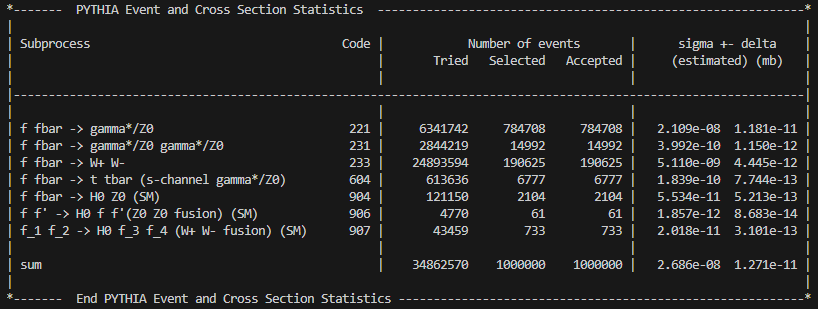 *-------  PYTHIA Event and Cross Section Statistics  -------------------------------------------------------------*
|                                                                                                                 |
| Subprocess                                    Code |            Number of events       |      sigma +- delta    |
|                                                    |       Tried   Selected   Accepted |     (estimated) (mb)   |
|                                                    |                                   |                        |
|-----------------------------------------------------------------------------------------------------------------|
|                                                    |                                   |                        |
| f fbar -> gamma*/Z0                            221 |     6341742     784708     784708 |   2.109e-08  1.181e-11 |
| f fbar -> gamma*/Z0 gamma*/Z0                  231 |     2844219      14992      14992 |   3.992e-10  1.150e-12 |
| f fbar -> W+ W-                                233 |    24893594     190625     190625 |   5.110e-09  4.445e-12 |
| f fbar -> t tbar (s-channel gamma*/Z0)         604 |      613636       6777       6777 |   1.839e-10  7.744e-13 |
| f fbar -> H0 Z0 (SM)                           904 |      121150       2104       2104 |   5.534e-11  5.213e-13 |
| f f' -> H0 f f'(Z0 Z0 fusion) (SM)             906 |        4770         61         61 |   1.857e-12  8.683e-14 |
| f_1 f_2 -> H0 f_3 f_4 (W+ W- fusion) (SM)      907 |       43459        733        733 |   2.018e-11  3.101e-13 |
|                                                    |                                   |                        |
| sum                                                |    34862570    1000000    1000000 |   2.686e-08  1.271e-11 |
|                                                                                                                 |
*-------  End PYTHIA Event and Cross Section Statistics ----------------------------------------------------------*